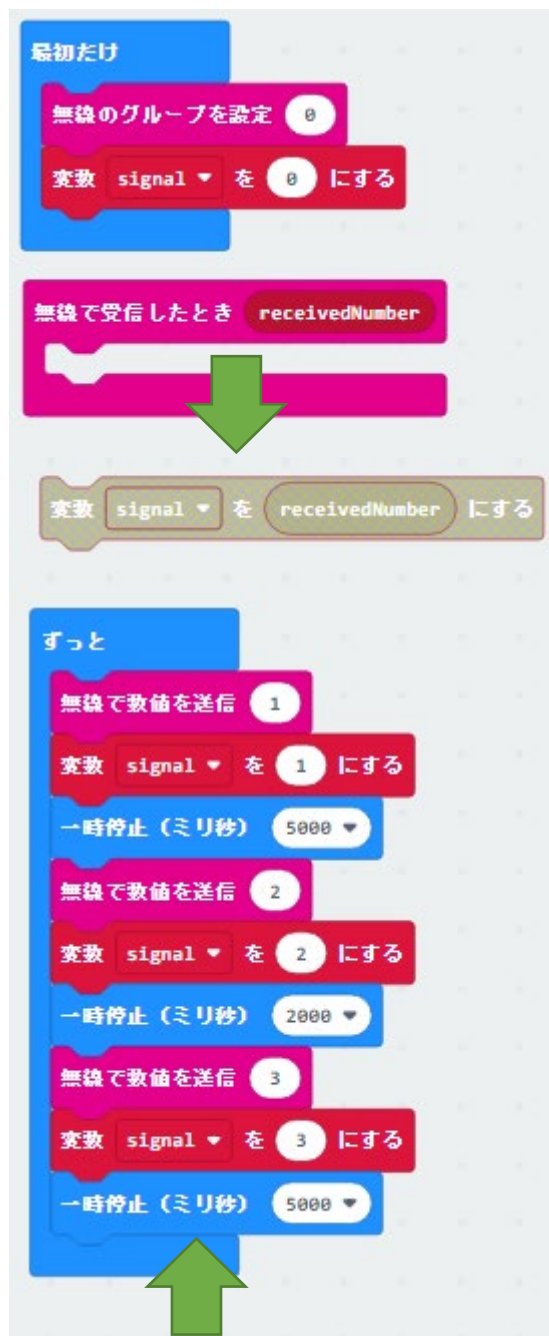 最初だけ
無線のグループを設定 0
変数 signal を 0 にする
無線で受信したとき receivedNumber
変数 signal を receivedNumber にする
ずっと
無線で数値を送信 1
変数 signal を 1 にする
一時停止（ミリ秒） 5000
無線で数値を送信 2
変数 signal を 2 にする
一時停止（ミリ秒） 2000
無線で数値を送信 3
変数 signal を 3 にする
一時停止（ミリ秒） 5000